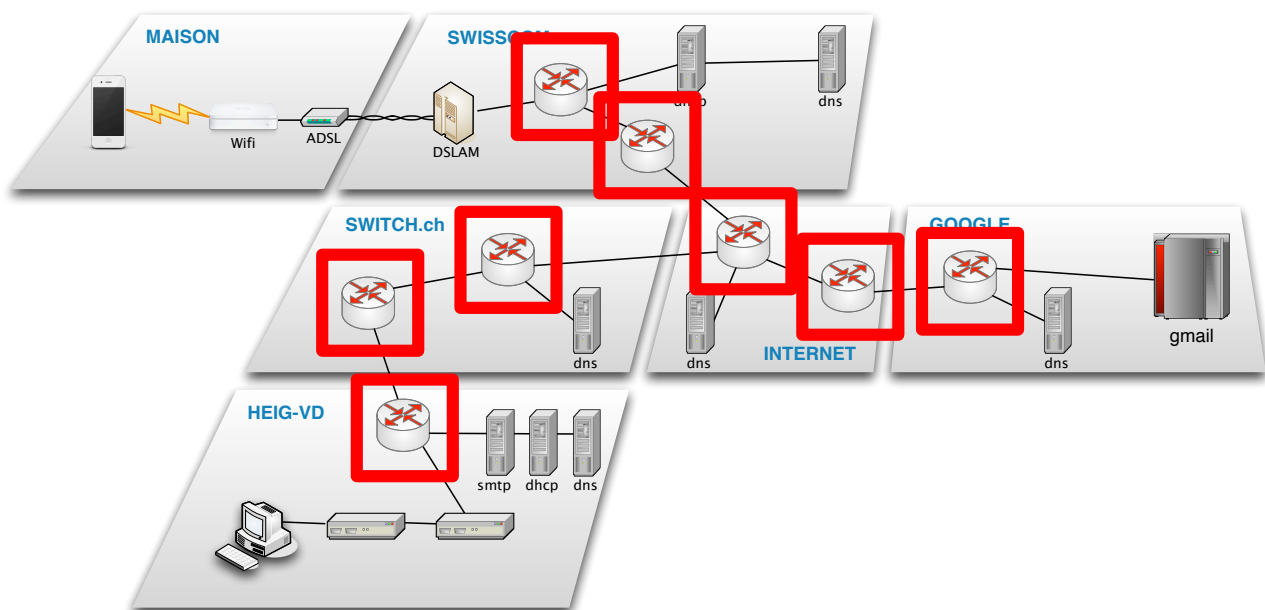 MAISON
SWISSCOM
dns
Wifi
ADSL
DSLAM
SWITCH.ch
GOOGLE
dns
dns
INTERNET
dns
gmail
HEIG-VD
smtp
dhcp
dns